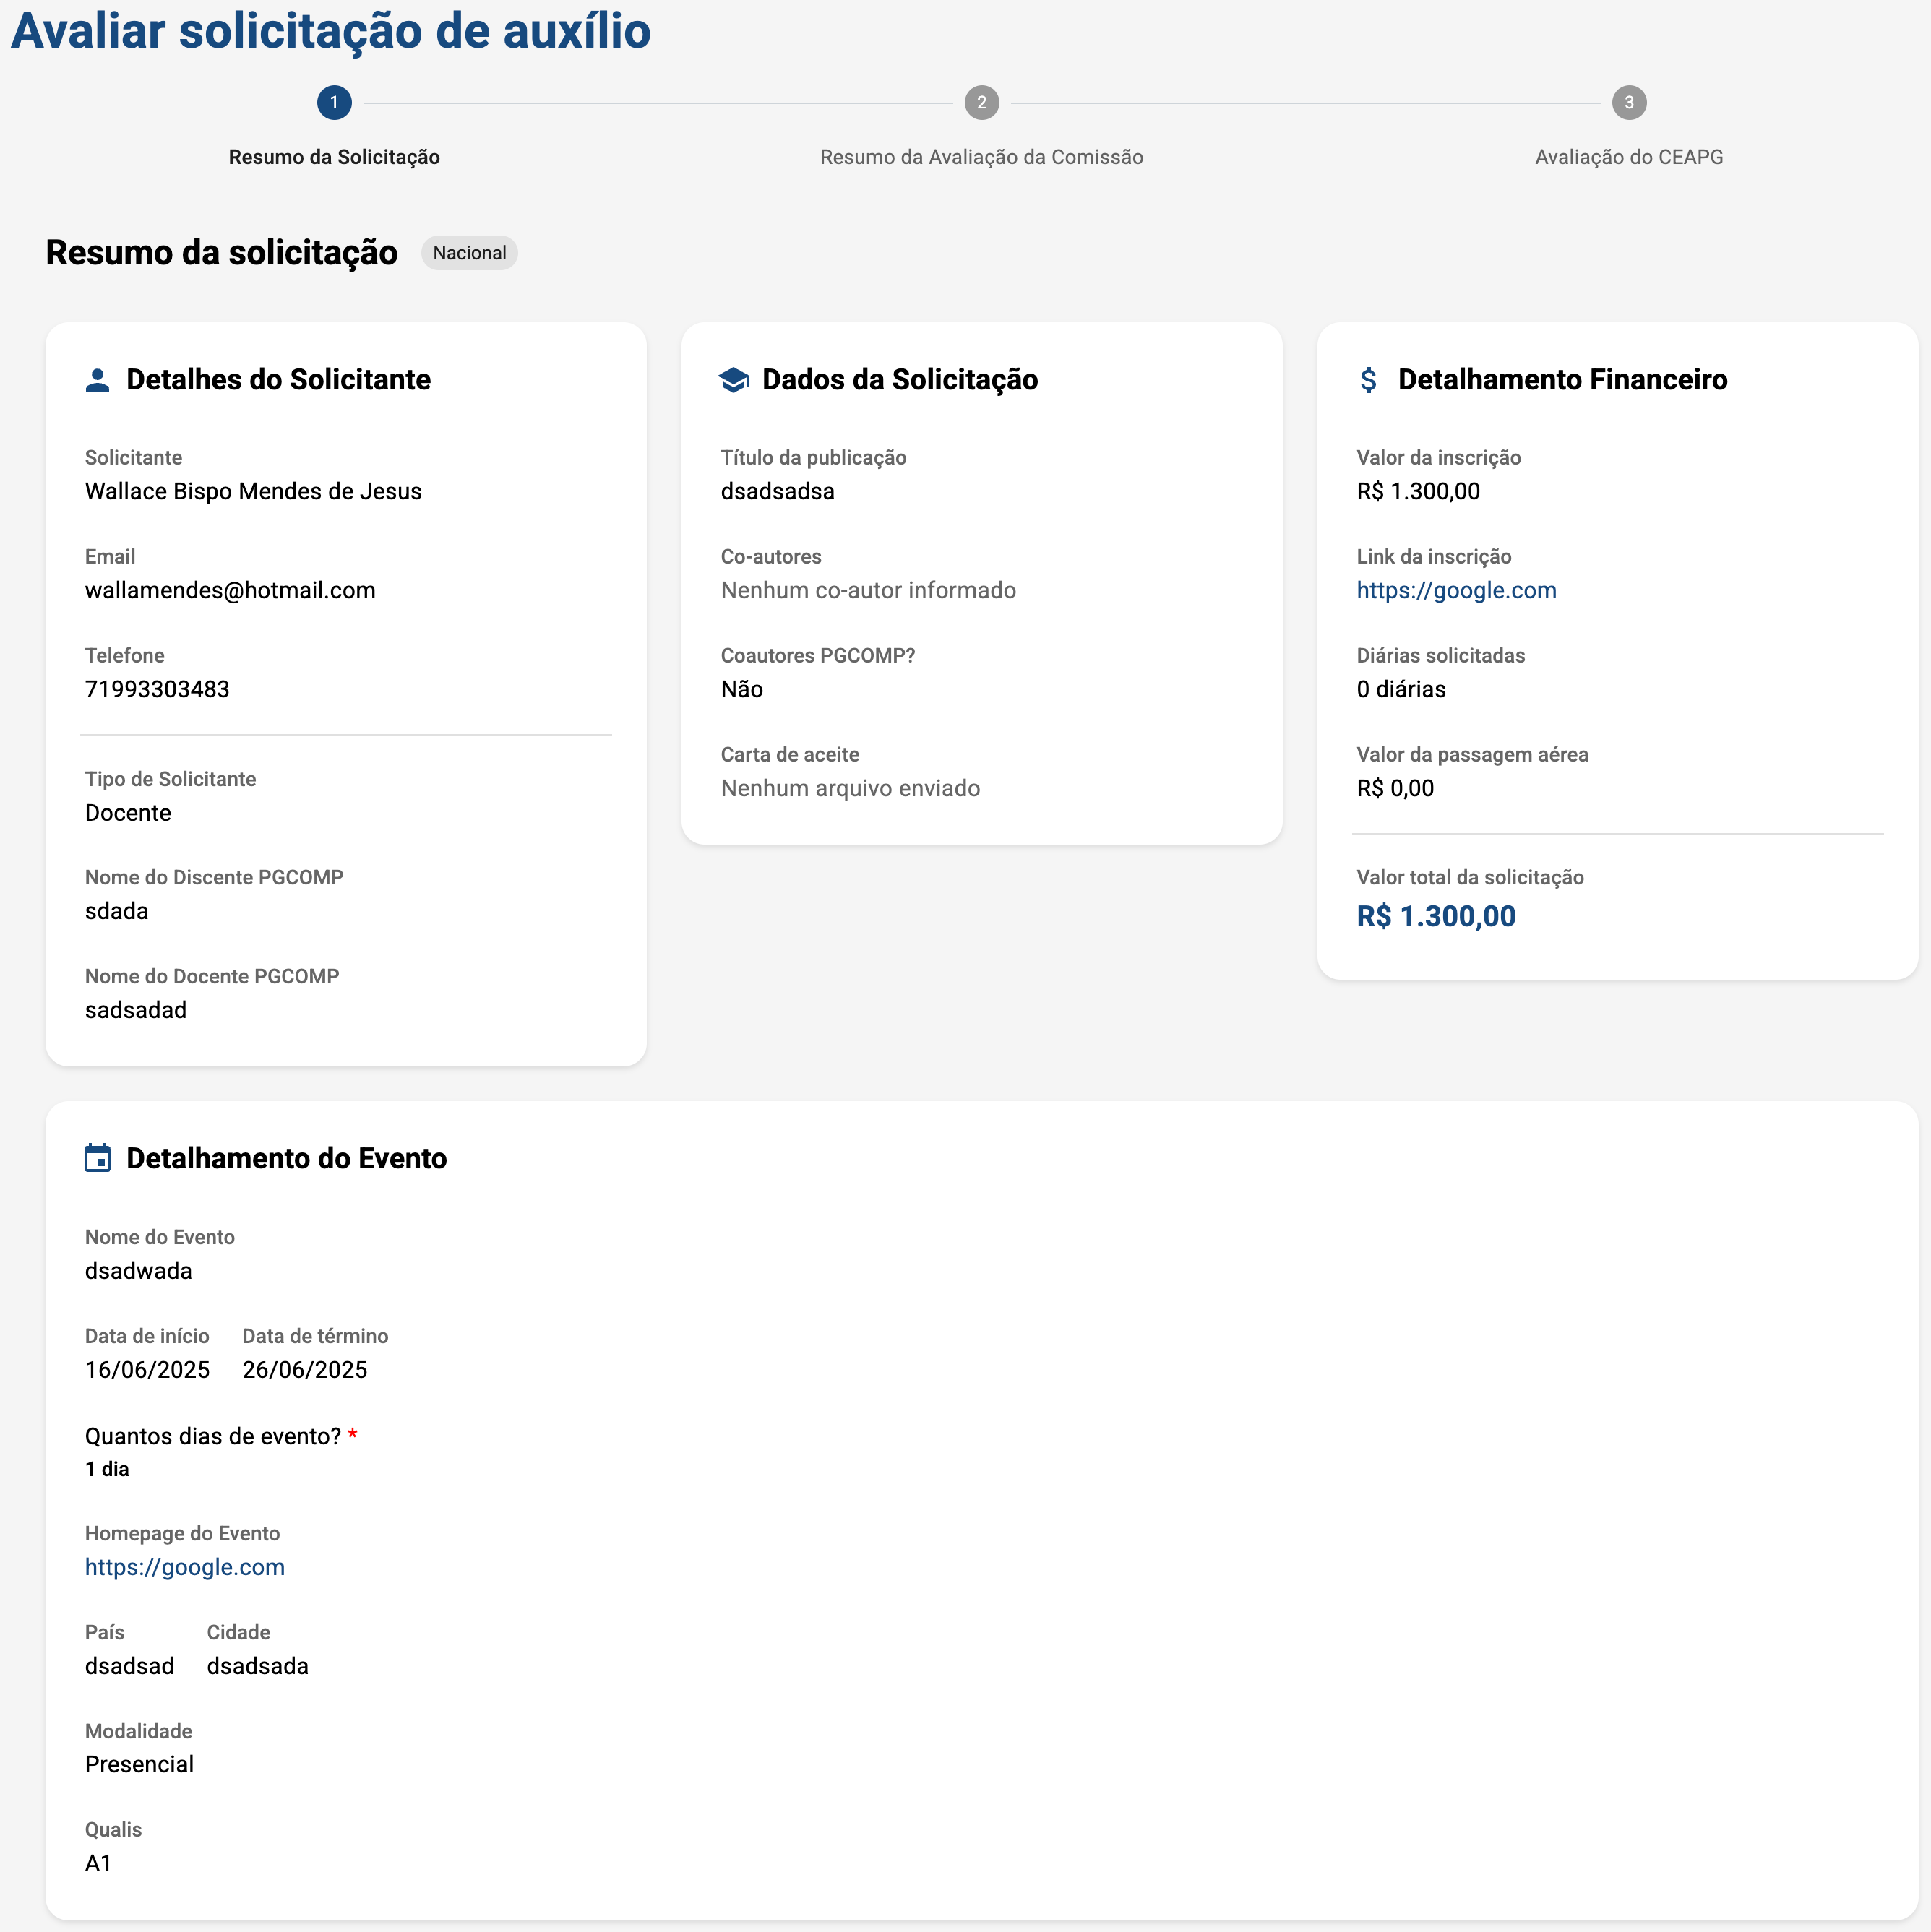 Avaliar solicitação de auxílio
1
2
3
Resumo da Solicitação
Resumo da Avaliação da Comissão
Avaliação do CEAPG
Resumo da solicitação
Nacional
Detalhes do Solicitante
Solicitante
Wallace Bispo Mendes de Jesus
Email
wallamendes@hotmail.com
Telefone
71993303483
Tipo de Solicitante
Docente
Nome do Discente PGCOMP
sdada
Nome do Docente PGCOMP
sadsadad
Dados da Solicitação
Título da publicação
dsadsadsa
Co-autores
Nenhum co-autor informado
Coautores PGCOMP?
Não
Carta de aceite
Nenhum arquivo enviado
Detalhamento Financeiro
Valor da inscrição
R$ 1.300,00
Link da inscrição
https://google.com
Diárias solicitadas
0 diárias
Valor da passagem aérea
R$ 0,00
Valor total da solicitação
R$ 1.300,00
Detalhamento do Evento
Nome do Evento
dsadwada
Data de início Data de término
16/06/2025 26/06/2025
Quantos dias de evento? *
1 dia
Homepage do Evento
https://google.com
País Cidade
dsadsad dsadsada
Modalidade
Presencial
Qualis
A1